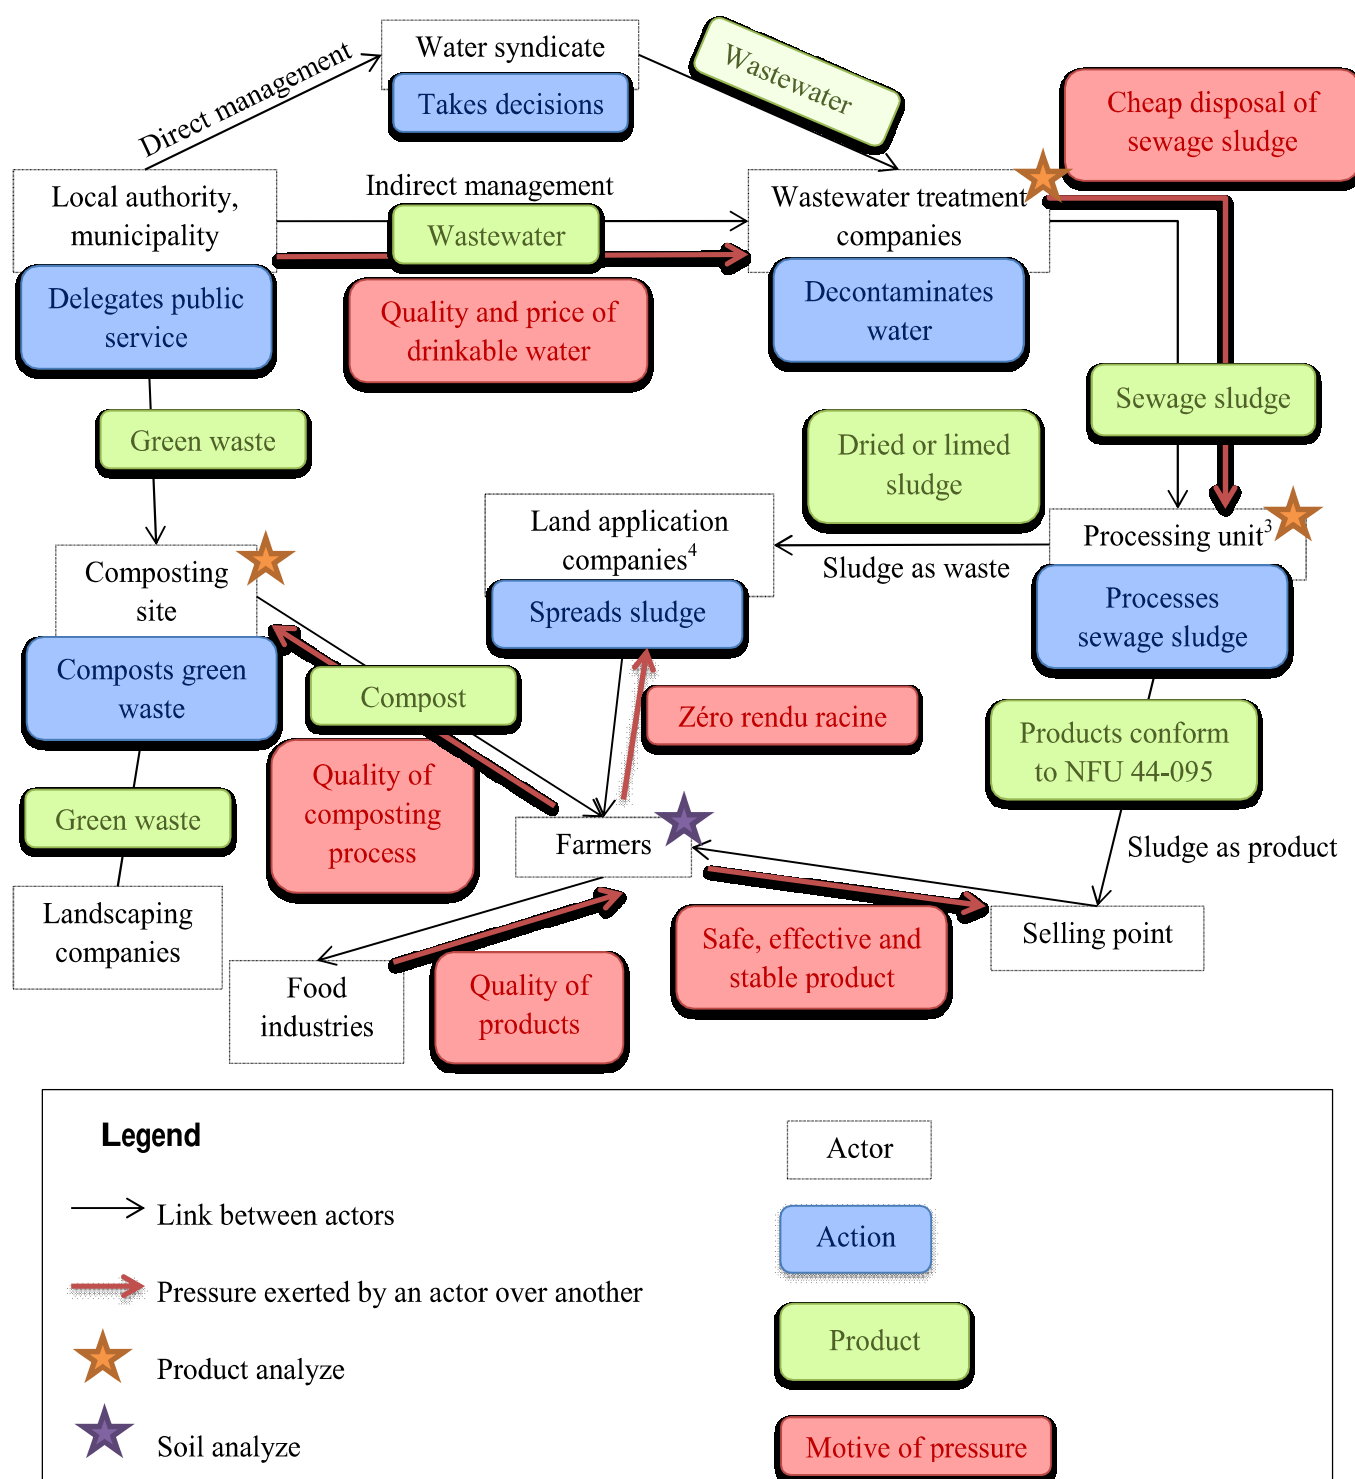 Water syndicate
Takes decisions
Direct management
Wastewater
Cheap disposal of
sewage sludge
Local authority,
municipality
Delegates public
service
Indirect management
Wastewater
Quality and price of
drinkable water
Wastewater treatment
companies
Decontaminates
water
Sewage sludge
Green waste
Dried or limed
sludge
Land application
companies⁴
Spreads sludge
Sludge as waste
Processing unit³
Processes
sewage sludge
Composting
site
Composts green
waste
Compost
Zéro rendu racine
Products conform
to NFU 44-095
Quality of
composting
process
Green waste
Farmers
Sludge as product
Landscaping
companies
Food
industries
Quality of
products
Safe, effective and
stable product
Selling point
Legend
Link between actors
Pressure exerted by an actor over another
Product analyze
Soil analyze
Actor
Action
Product
Motive of pressure